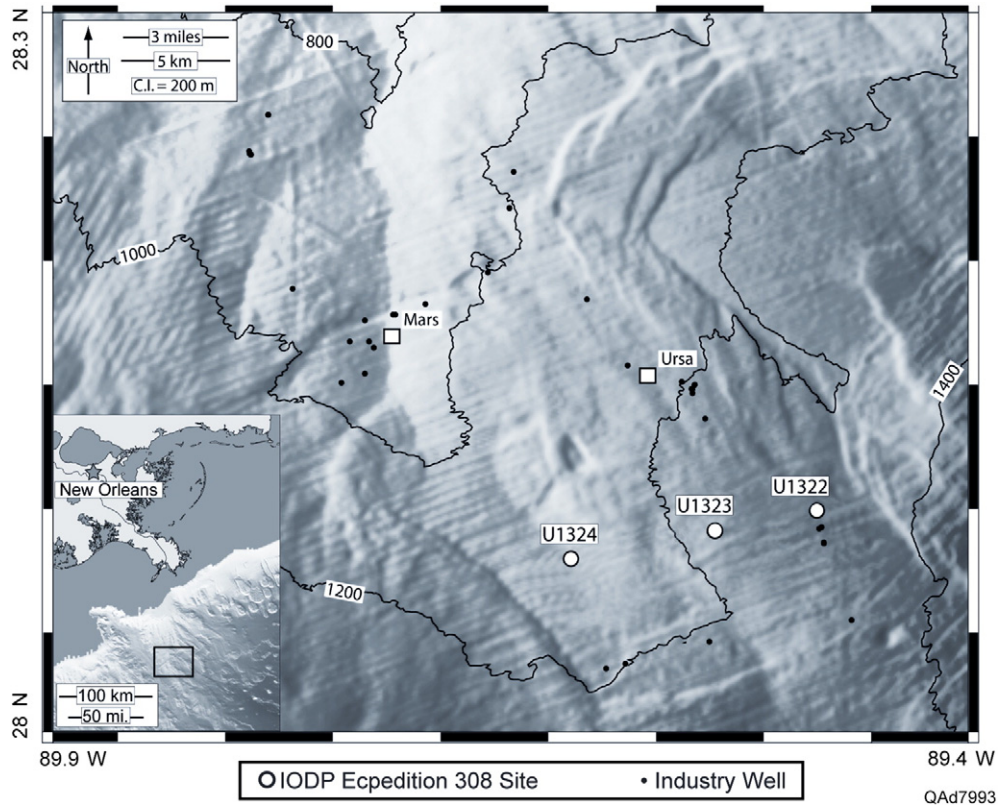 28.3 N
3 miles
5 km
C.I. = 200 m
North
800
1000
Mars
Ursa
1400
New Orleans
U1322
U1323
U1324
1200
100 km
50 mi.
28 N
89.9 W
89.4 W
IODP Ecpedition 308 Site
Industry Well
QAd7993